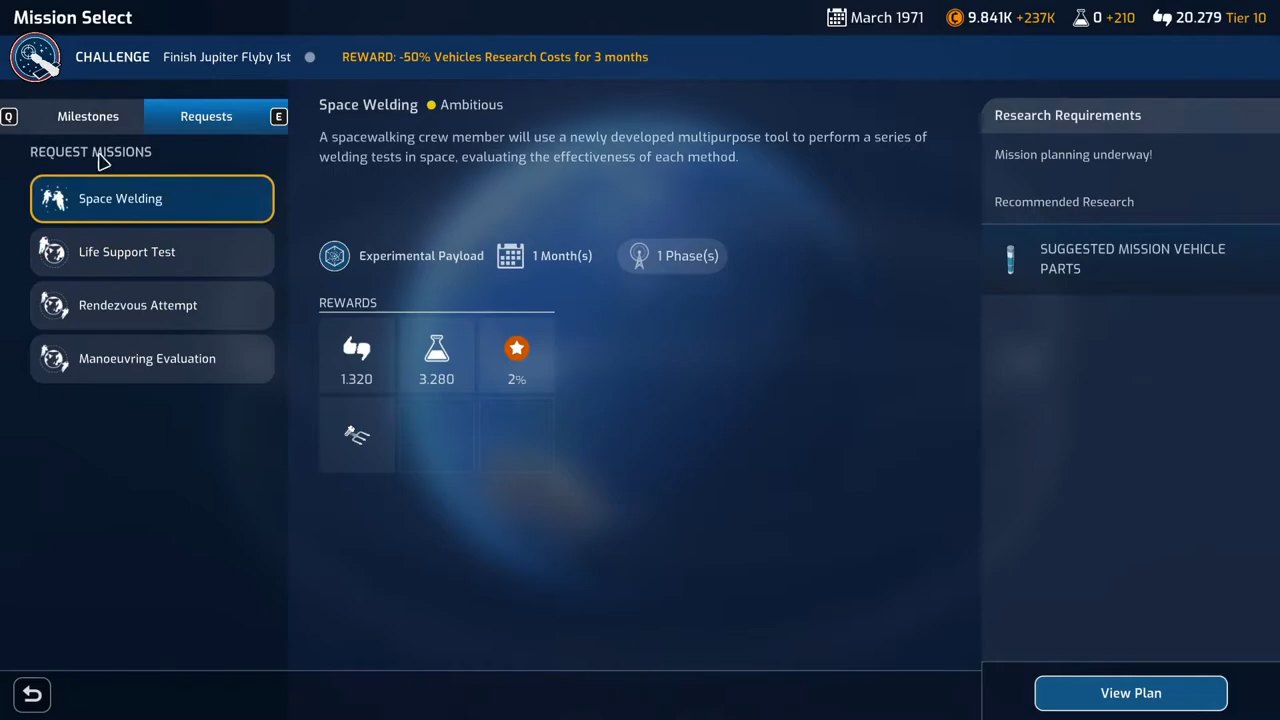 Mission Select
March 1971
9.841K +237K
0 +210
20.279 Tier 10
CHALLENGE Finish Jupiter Flyby 1st
REWARD: -50% Vehicles Research Costs for 3 months
Q Milestones Requests E
REQUEST MISSIONS
Space Welding
Life Support Test
Rendezvous Attempt
Manoeuvring Evaluation
Space Welding Ambitious
A spacewalking crew member will use a newly developed multipurpose tool to perform a series of
welding tests in space, evaluating the effectiveness of each method.
Experimental Payload 1 Month(s) 1 Phase(s)
REWARDS
1.320 3.280 2%
Research Requirements
Mission planning underway!
Recommended Research
SUGGESTED MISSION VEHICLE
PARTS
View Plan